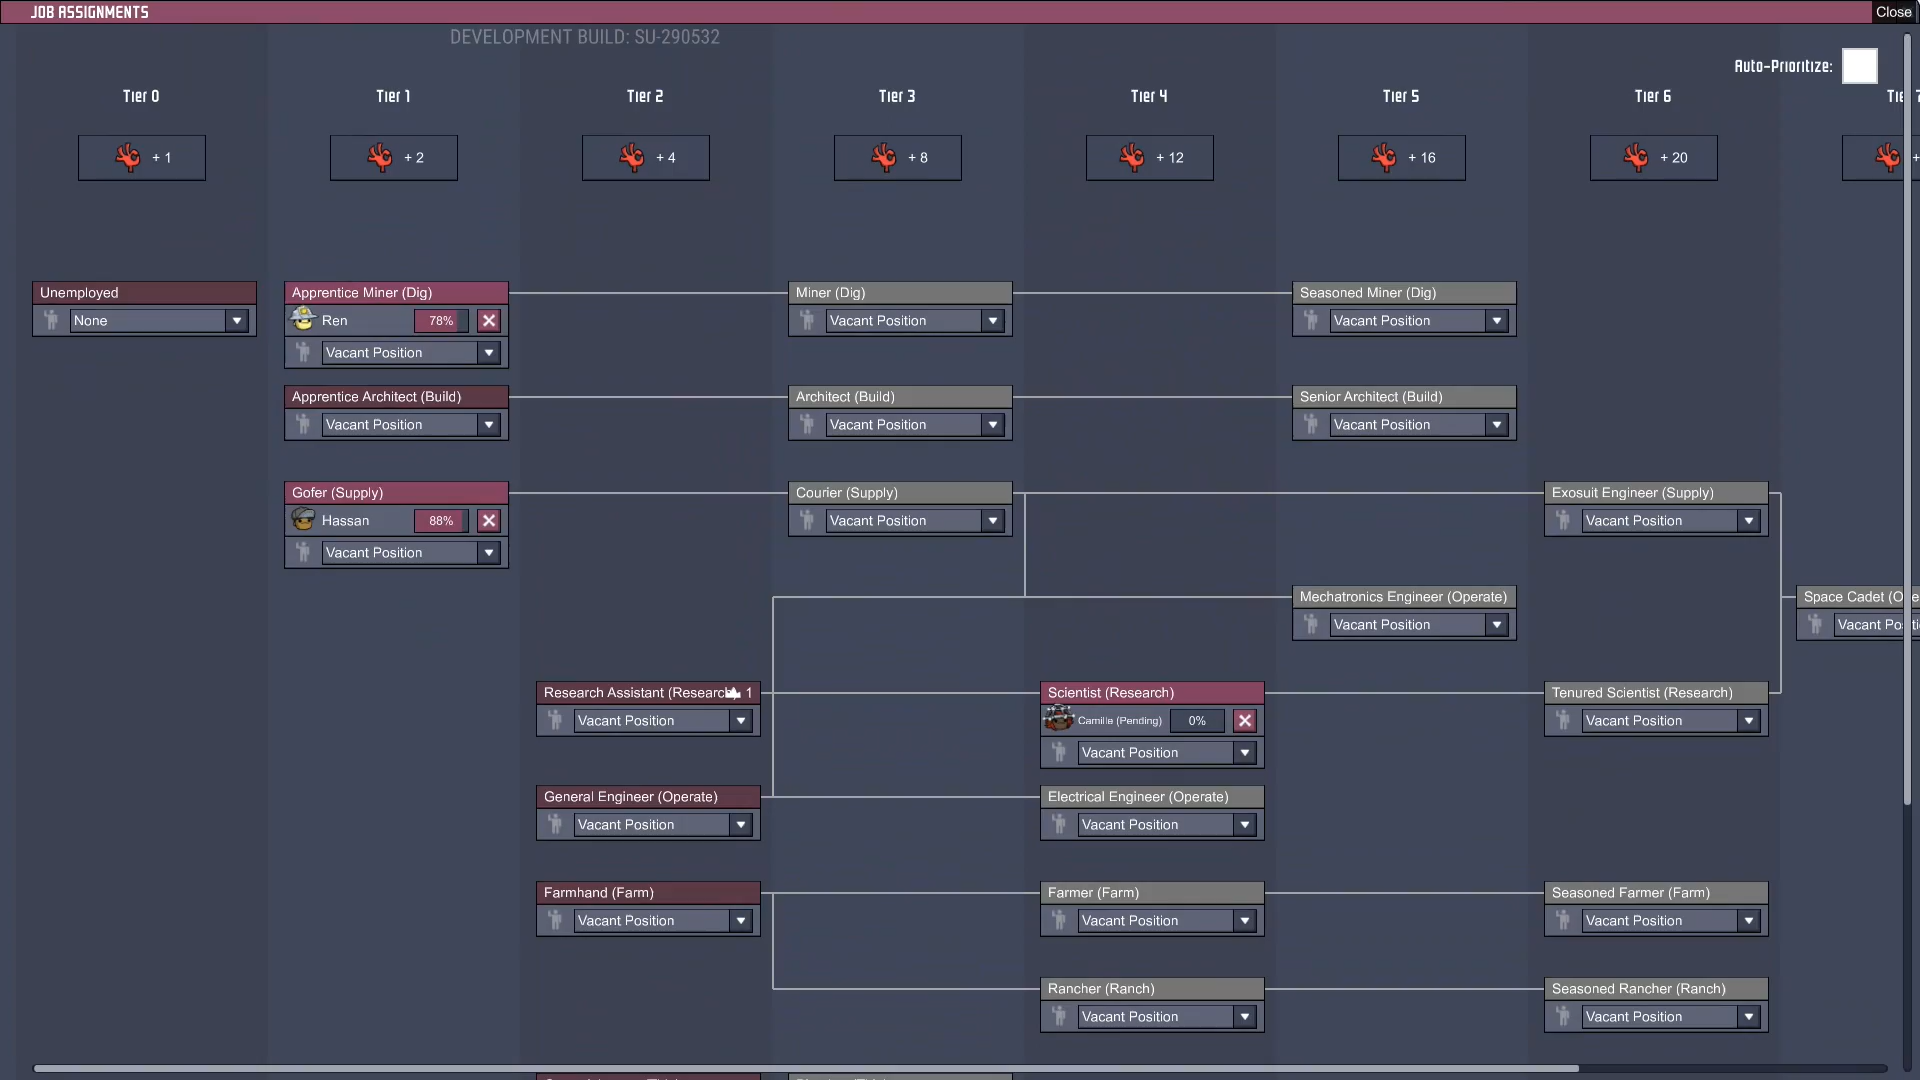 JOB ASSIGNMENTS
Close
DEVELOPMENT BUILD: SU-290532
Auto-Prioritize:
Tier 0
Tier 1
Tier 2
Tier 3
Tier 4
Tier 5
Tier 6
+ 1
+ 2
+ 4
+ 8
+ 12
+ 16
+ 20
Unemployed
None
Apprentice Miner (Dig)
Ren
78%
Vacant Position
Miner (Dig)
Vacant Position
Seasoned Miner (Dig)
Vacant Position
Apprentice Architect (Build)
Vacant Position
Architect (Build)
Vacant Position
Senior Architect (Build)
Vacant Position
Gofer (Supply)
Hassan
88%
Vacant Position
Courier (Supply)
Vacant Position
Exosuit Engineer (Supply)
Vacant Position
Mechatronics Engineer (Operate)
Vacant Position
Space Cadet
Vacant
Research Assistant (Research
1
Vacant Position
Scientist (Research)
Camille (Pending)
0%
Vacant Position
Tenured Scientist (Research)
Vacant Position
General Engineer (Operate)
Vacant Position
Electrical Engineer (Operate)
Vacant Position
Farmhand (Farm)
Vacant Position
Farmer (Farm)
Vacant Position
Seasoned Farmer (Farm)
Vacant Position
Rancher (Ranch)
Vacant Position
Seasoned Rancher (Ranch)
Vacant Position